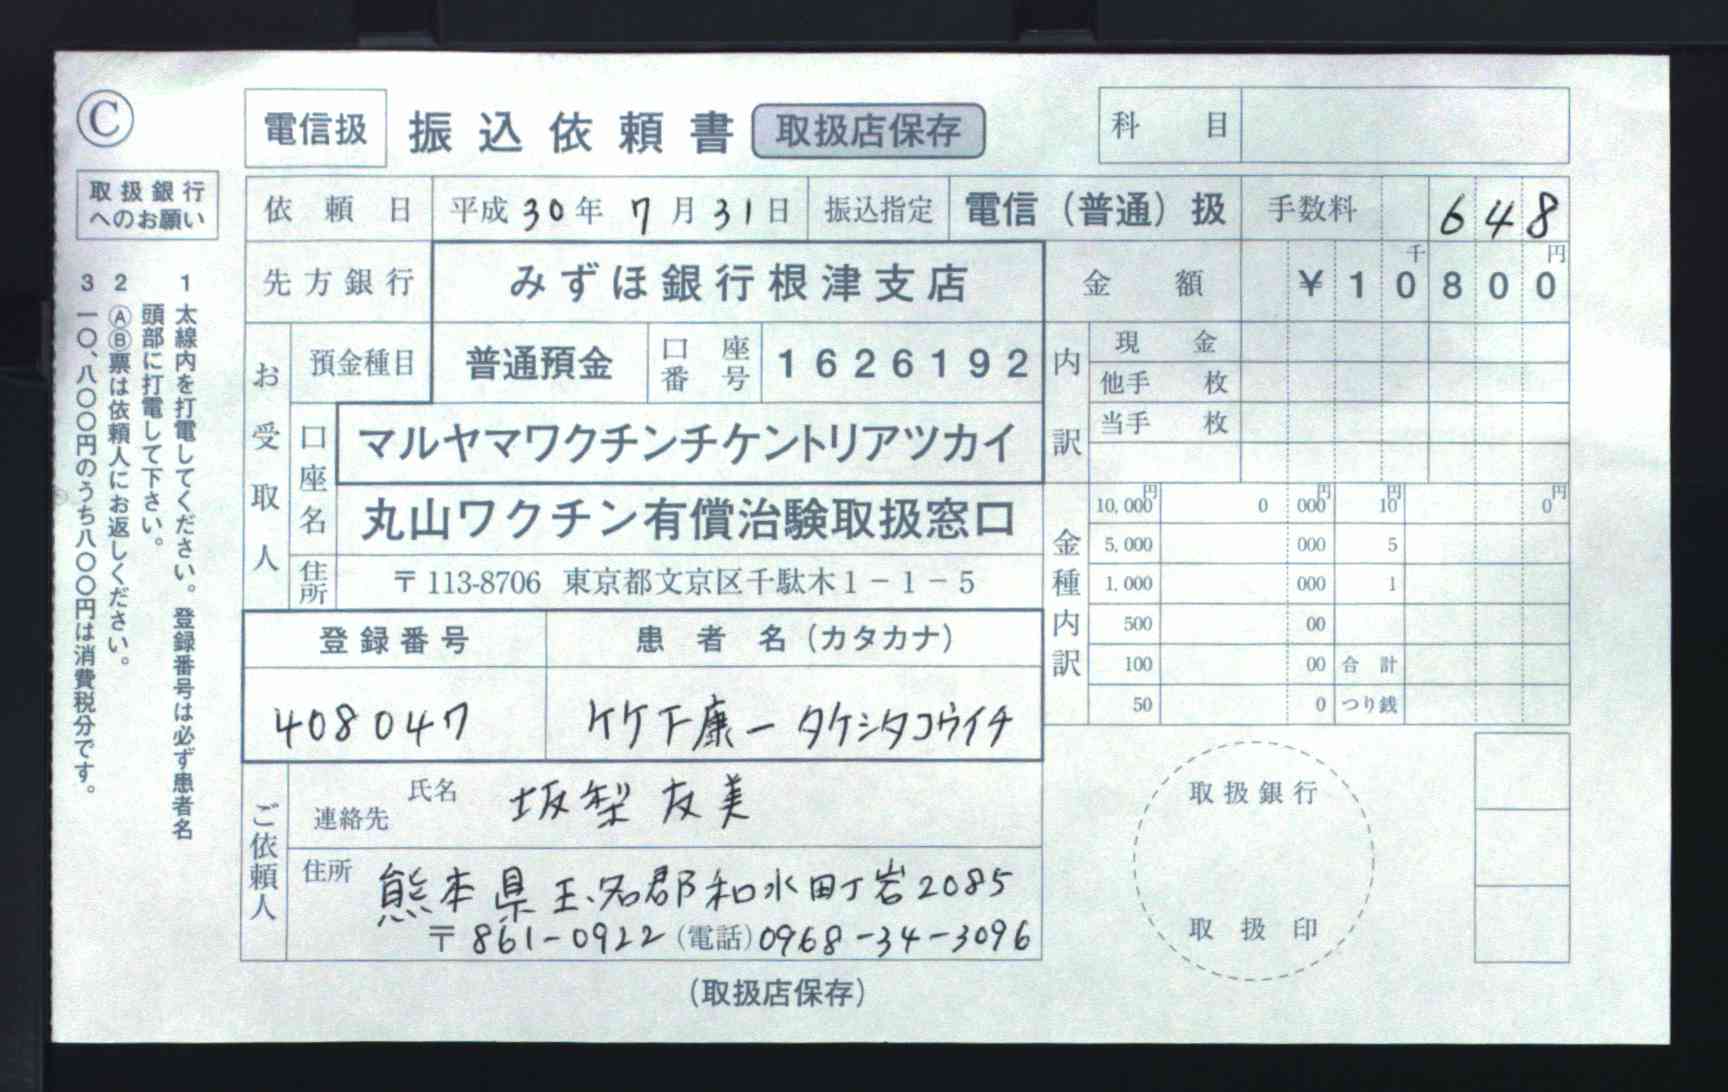 Ⓒ
電信扱 振込依頼書 取扱店保存
科目
取扱銀行
へのお願い
1 太線内を打電してください。登録番号は必ず患者名
頭部に打電して下さい。
2 ⒶⒷ票は依頼人にお返しください。
3 一〇、八〇〇円のうち八〇〇円は消費税分です。
依頼日 平成30年 7月31日 振込指定 電信(普通)扱 手数料 648
先方銀行 みずほ銀行根津支店 金額 千 円 ¥10800
お受取人
預金種目 普通預金 口座番号 1626192
口座名 マルヤマワクチンチケントリアツカイ
丸山ワクチン有償治験取扱窓口
住所 〒113-8706 東京都文京区千駄木1-1-5
内訳
現金
他手 枚
当手 枚
金種内訳
10,000円 0 000円 10円 0円
5,000 000 5
1,000 000 1
500 00
100 00 合計
50 0 つり銭
登録番号 患者名(カタカナ)
408047 竹下康一 タケシタコウイチ
ご依頼人
連絡先 氏名 坂梨 友美
住所 熊本県玉名郡和水町岩2085
〒861-0922 (電話)0968-34-3096
取扱銀行
取扱印
(取扱店保存)